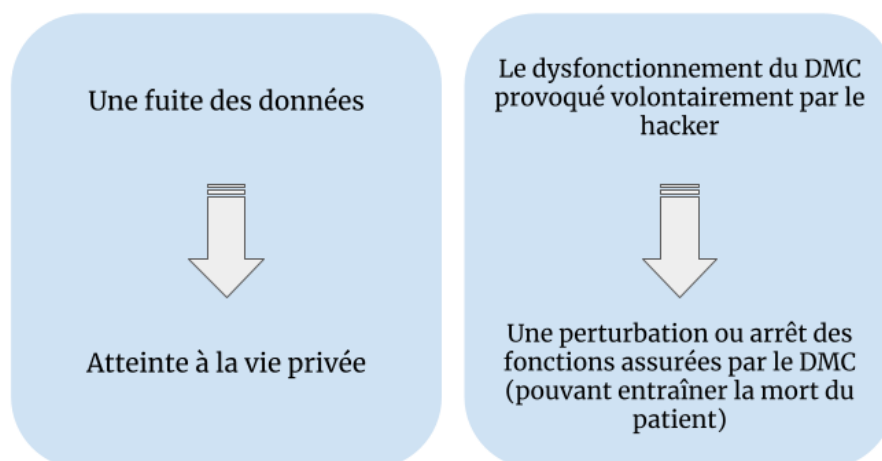 Une fuite des données
Atteinte à la vie privée
Le dysfonctionnement du DMC
provoqué volontairement par le
hacker
Une perturbation ou arrêt des
fonctions assurées par le DMC
(pouvant entraîner la mort du
patient)